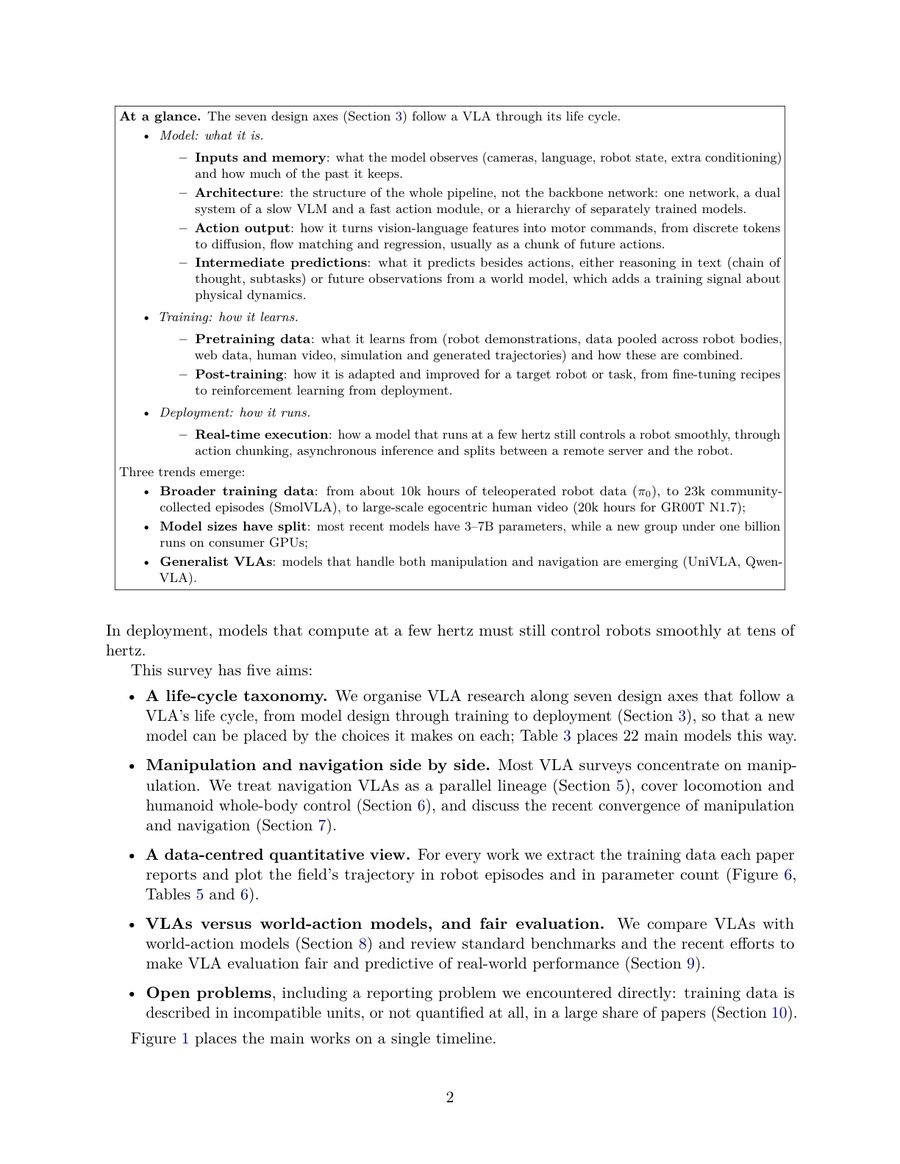 At a glance. The seven design axes (Section 3) follow a VLA through its life cycle.
• Model: what it is.
– Inputs and memory: what the model observes (cameras, language, robot state, extra conditioning)
and how much of the past it keeps.
– Architecture: the structure of the whole pipeline, not the backbone network: one network, a dual
system of a slow VLM and a fast action module, or a hierarchy of separately trained models.
– Action output: how it turns vision-language features into motor commands, from discrete tokens
to diffusion, flow matching and regression, usually as a chunk of future actions.
– Intermediate predictions: what it predicts besides actions, either reasoning in text (chain of
thought, subtasks) or future observations from a world model, which adds a training signal about
physical dynamics.
• Training: how it learns.
– Pretraining data: what it learns from (robot demonstrations, data pooled across robot bodies,
web data, human video, simulation and generated trajectories) and how these are combined.
– Post-training: how it is adapted and improved for a target robot or task, from fine-tuning recipes
to reinforcement learning from deployment.
• Deployment: how it runs.
– Real-time execution: how a model that runs at a few hertz still controls a robot smoothly, through
action chunking, asynchronous inference and splits between a remote server and the robot.
Three trends emerge:
• Broader training data: from about 10k hours of teleoperated robot data (π₀), to 23k community-
collected episodes (SmolVLA), to large-scale egocentric human video (20k hours for GR00T N1.7);
• Model sizes have split: most recent models have 3–7B parameters, while a new group under one billion
runs on consumer GPUs;
• Generalist VLAs: models that handle both manipulation and navigation are emerging (UniVLA, Qwen-
VLA).
In deployment, models that compute at a few hertz must still control robots smoothly at tens of
hertz.
This survey has five aims:
• A life-cycle taxonomy. We organise VLA research along seven design axes that follow a
VLA's life cycle, from model design through training to deployment (Section 3), so that a new
model can be placed by the choices it makes on each; Table 3 places 22 main models this way.
• Manipulation and navigation side by side. Most VLA surveys concentrate on manip-
ulation. We treat navigation VLAs as a parallel lineage (Section 5), cover locomotion and
humanoid whole-body control (Section 6), and discuss the recent convergence of manipulation
and navigation (Section 7).
• A data-centred quantitative view. For every work we extract the training data each paper
reports and plot the field's trajectory in robot episodes and in parameter count (Figure 6,
Tables 5 and 6).
• VLAs versus world-action models, and fair evaluation. We compare VLAs with
world-action models (Section 8) and review standard benchmarks and the recent efforts to
make VLA evaluation fair and predictive of real-world performance (Section 9).
• Open problems, including a reporting problem we encountered directly: training data is
described in incompatible units, or not quantified at all, in a large share of papers (Section 10).
Figure 1 places the main works on a single timeline.
2